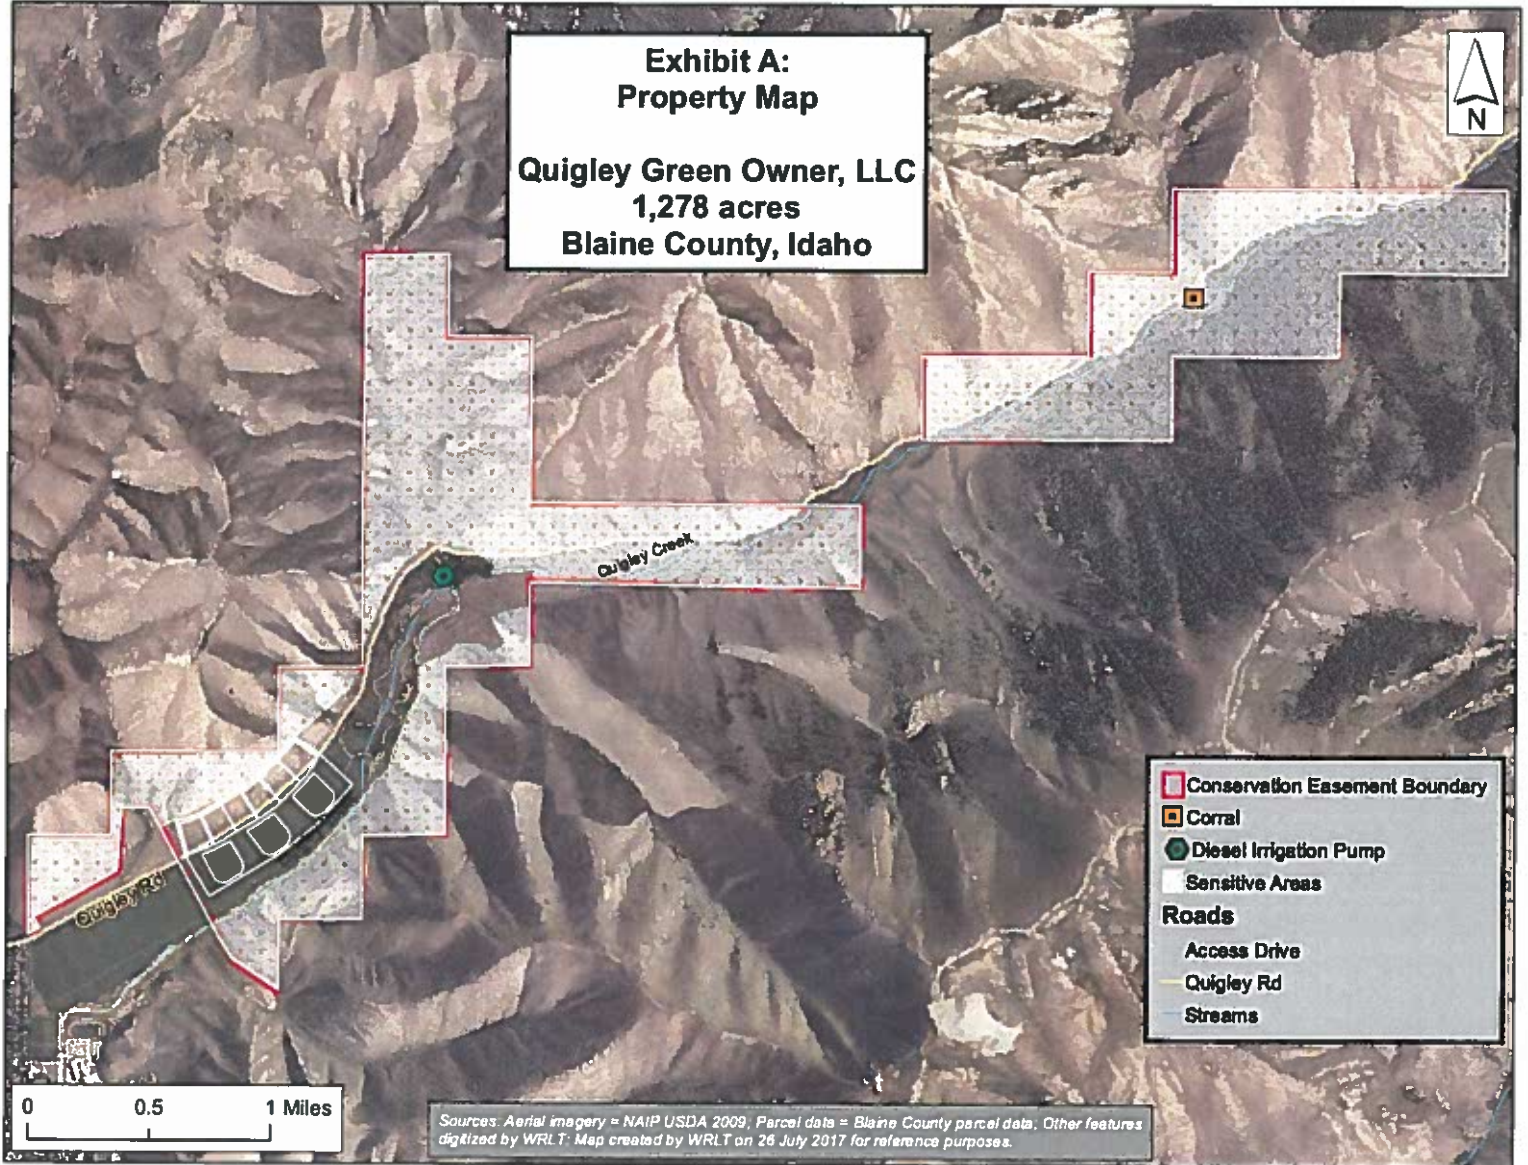 Exhibit A:
Property Map
Quigley Green Owner, LLC
1,278 acres
Blaine County, Idaho
N
Quigley Creek
Quigley Rd
Conservation Easement Boundary
Corral
Diesel Irrigation Pump
Sensitive Areas
Roads
Access Drive
Quigley Rd
Streams
0 0.5 1 Miles
Sources: Aerial imagery = NAIP USDA 2009; Parcel data = Blaine County parcel data; Other features
digitized by WRLT; Map created by WRLT on 26 July 2017 for reference purposes.